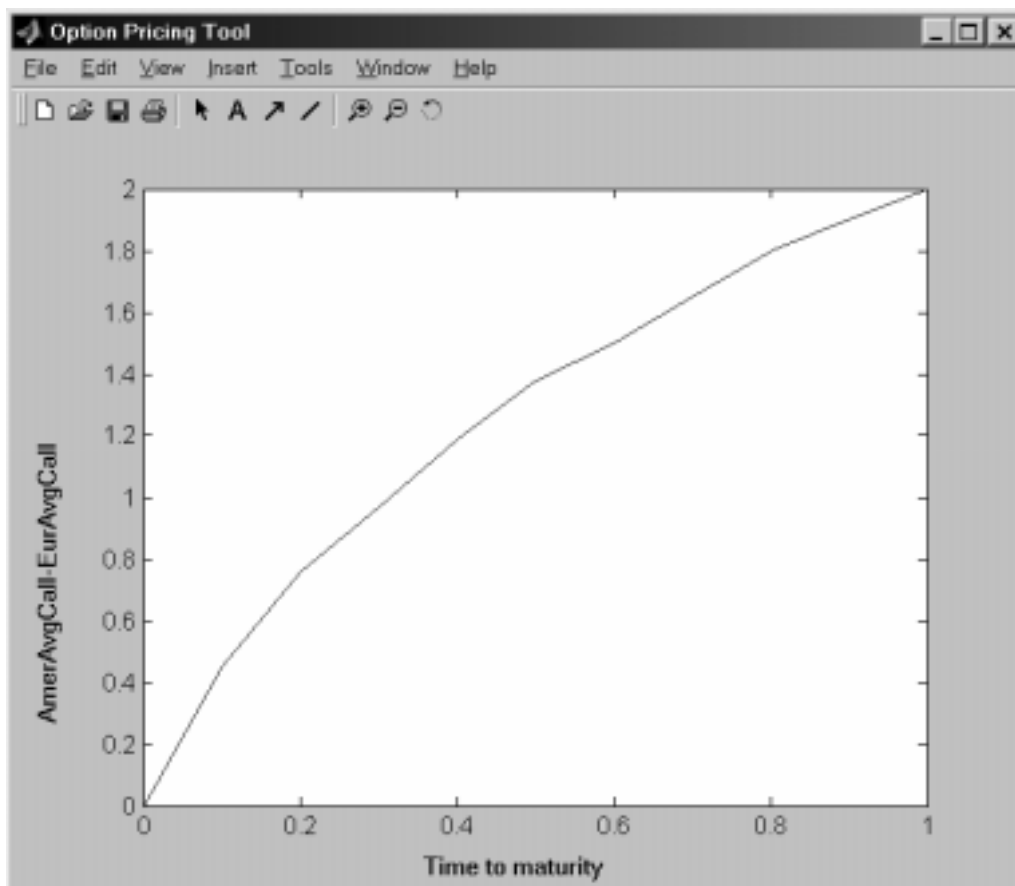 Option Pricing Tool
File Edit View Insert Tools Window Help
A
2
1.8
1.6
1.4
1.2
1
0.8
0.6
0.4
0.2
0
AmerAvgCall-EurAvgCall
0 0.2 0.4 0.6 0.8 1
Time to maturity